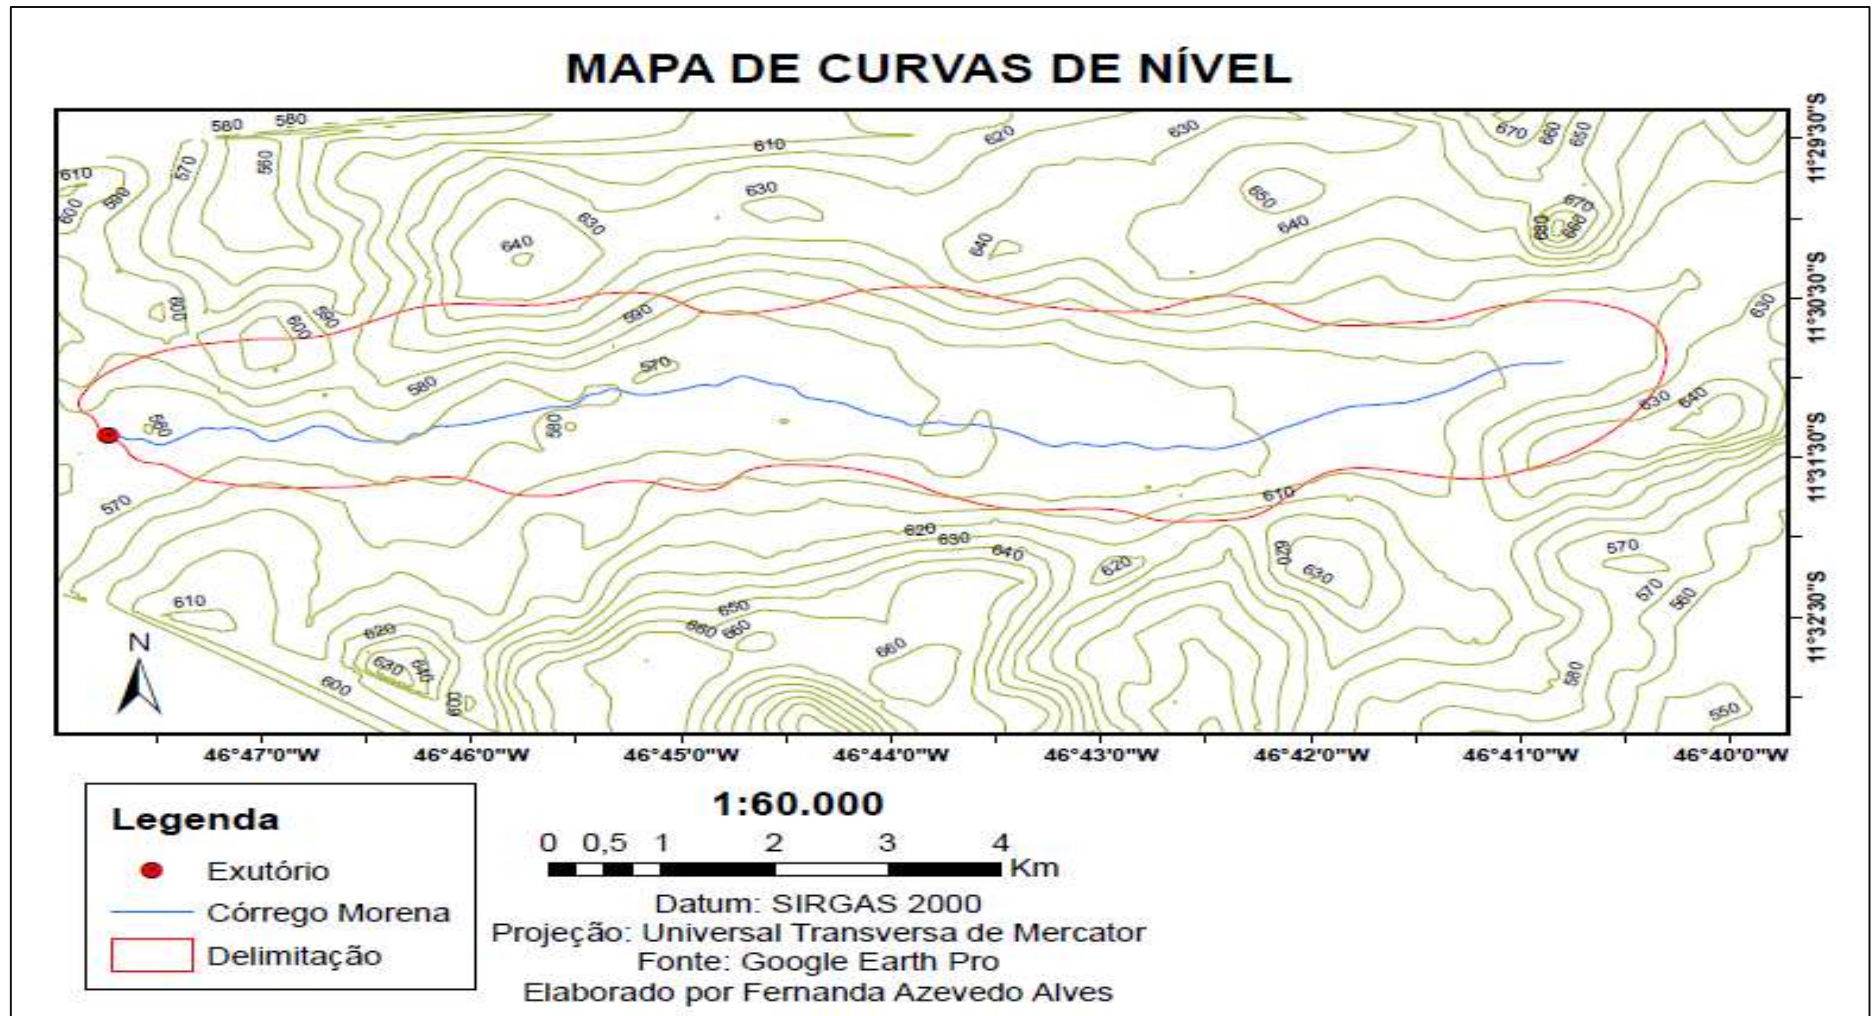 MAPA DE CURVAS DE NÍVEL
580
580
570
560
610
620
630
670
660
650
11°29'30"S
610
600
590
630
630
640
650
640
640
670
680
660
11°30'30"S
600
600
590
590
630
570
580
580
580
630
640
11°31'30"S
570
610
620
630
640
620
620
630
570
570
560
610
650
660
660
660
11°32'30"S
620
630
640
600
600
580
550
N
46°47'0"W
46°46'0"W
46°45'0"W
46°44'0"W
46°43'0"W
46°42'0"W
46°41'0"W
46°40'0"W
Legenda
Exutório
Córrego Morena
Delimitação
1:60.000
0 0,5 1 2 3 4
Km
Datum: SIRGAS 2000
Projeção: Universal Transversa de Mercator
Fonte: Google Earth Pro
Elaborado por Fernanda Azevedo Alves